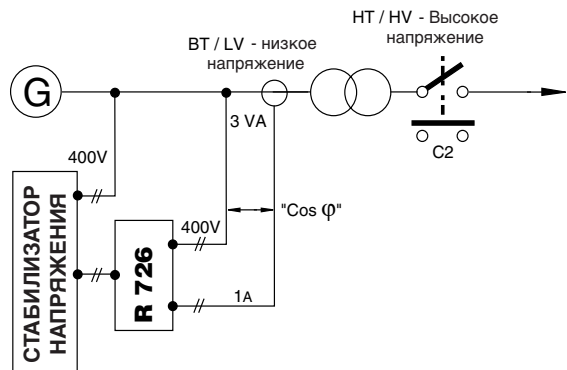 HT / HV - Высокое
напряжение
BT / LV - низкое
напряжение
G
3 VA
C2
400V
"Cos φ"
400V
СТАБИЛИЗАТОР
НАПРЯЖЕНИЯ
R 726
1A